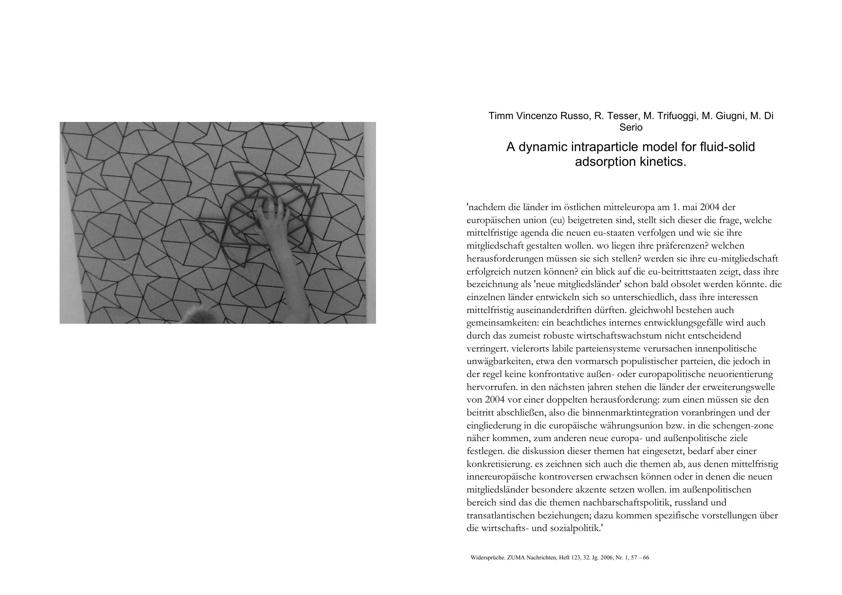 Timm Vincenzo Russo, R. Tesser, M. Trifuoggi, M. Giugni, M. Di
Serio
A dynamic intraparticle model for fluid-solid
adsorption kinetics.
'nachdem die länder im östlichen mitteleuropa am 1. mai 2004 der
europäischen union (eu) beigetreten sind, stellt sich dieser die frage, welche
mittelfristige agenda die neuen eu-staaten verfolgen und wie sie ihre
mitgliedschaft gestalten wollen. wo liegen ihre präferenzen? welchen
herausforderungen müssen sie sich stellen? werden sie ihre eu-mitgliedschaft
erfolgreich nutzen können? ein blick auf die eu-beitrittstaaten zeigt, dass ihre
bezeichnung als 'neue mitgliedsländer' schon bald obsolet werden könnte. die
einzelnen länder entwickeln sich so unterschiedlich, dass ihre interessen
mittelfristig auseinanderdriften dürften. gleichwohl bestehen auch
gemeinsamkeiten: ein beachtliches internes entwicklungsgefälle wird auch
durch das zumeist robuste wirtschaftswachstum nicht entscheidend
verringert. vielerorts labile parteiensysteme verursachen innenpolitische
unwägbarkeiten, etwa den vormarsch populistischer parteien, die jedoch in
der regel keine konfrontative außen- oder europapolitische neuorientierung
hervorrufen. in den nächsten jahren stehen die länder der erweiterungswelle
von 2004 vor einer doppelten herausforderung: zum einen müssen sie den
beitritt abschließen, also die binnenmarktintegration voranbringen und der
eingliederung in die europäische währungsunion bzw. in die schengen-zone
näher kommen, zum anderen neue europa- und außenpolitische ziele
festlegen. die diskussion dieser themen hat eingesetzt, bedarf aber einer
konkretisierung. es zeichnen sich auch die themen ab, aus denen mittelfristig
innereuropäische kontroversen erwachsen können oder in denen die neuen
mitgliedsländer besondere akzente setzen wollen. im außenpolitischen
bereich sind das die themen nachbarschaftspolitik, russland und
transatlantischen beziehungen; dazu kommen spezifische vorstellungen über
die wirtschafts- und sozialpolitik.'
Widersprüche. ZUMA Nachrichten, Heft 123, 32. Jg. 2006, Nr. 1, 57 – 66